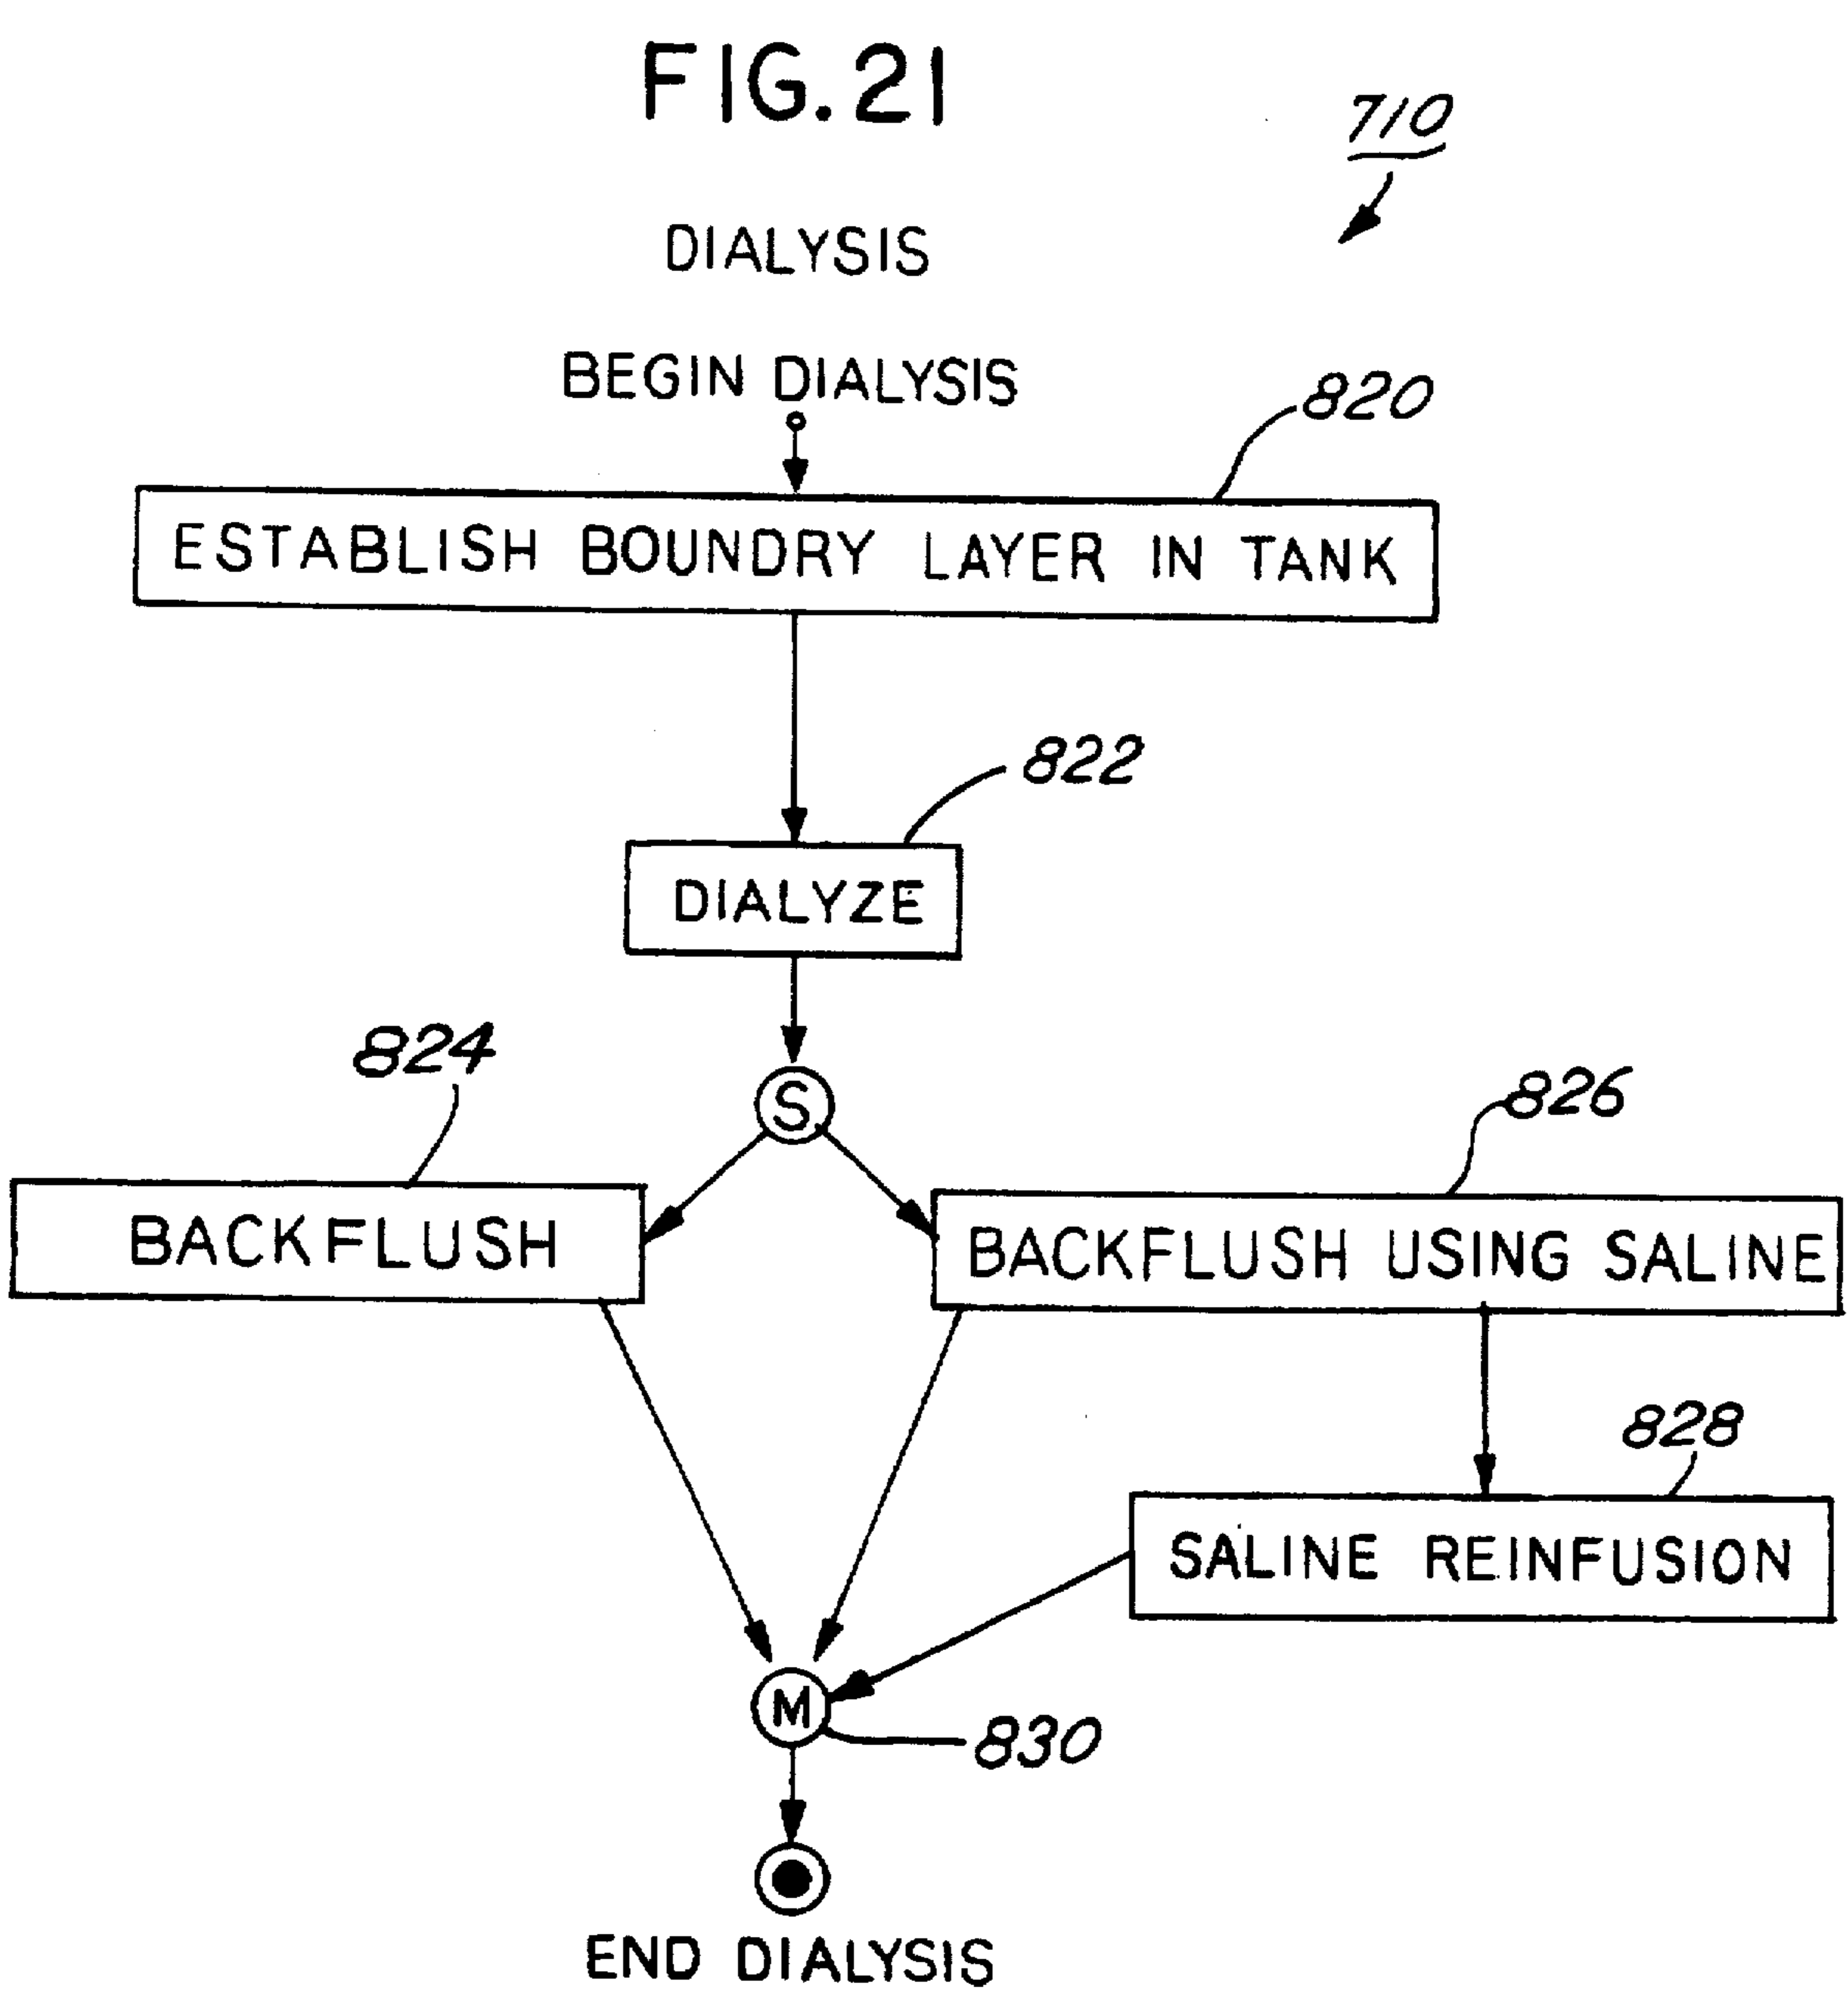 FIG. 21
710
DIALYSIS
BEGIN DIALYSIS
820
ESTABLISH BOUNDRY LAYER IN TANK
822
DIALYZE
824
S
826
BACKFLUSH
BACKFLUSH USING SALINE
828
SALINE REINFUSION
M
830
END DIALYSIS